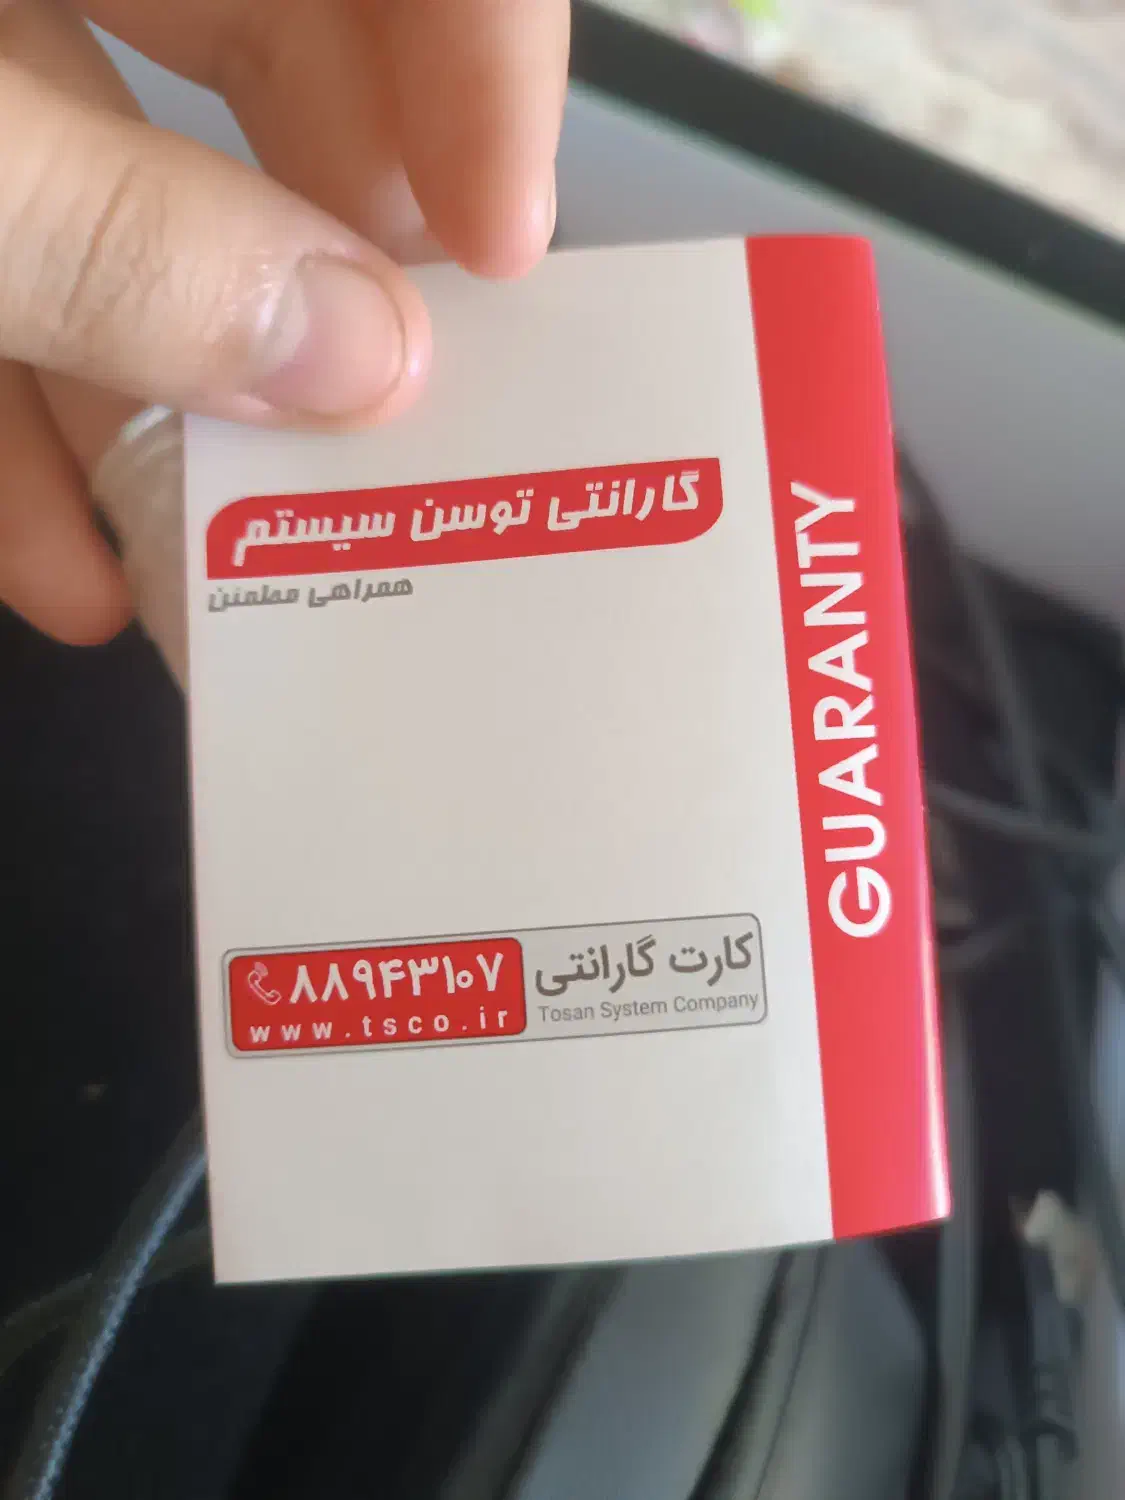 گارانتی توسن سیستم
همراهی مطمئن
کارت گارانتی
Tosan System Company
۸۸۹۴۳۱۰۷
www.tsco.ir
GUARANTY